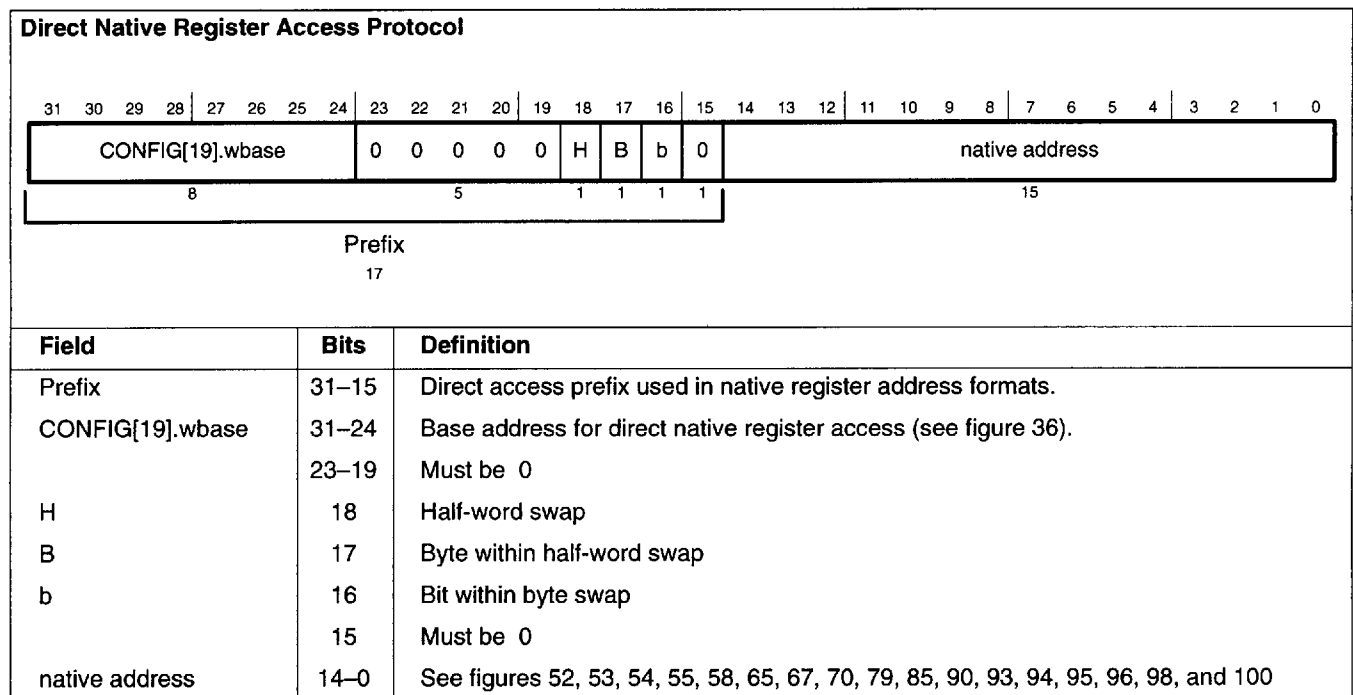 Direct Native Register Access Protocol
31 30 29 28 27 26 25 24 23 22 21 20 19 18 17 16 15 14 13 12 11 10 9 8 7 6 5 4 3 2 1 0
CONFIG[19].wbase 0 0 0 0 0 H B b 0 native address
8 5 1 1 1 1 15
Prefix
17
Field Bits Definition
Prefix 31–15 Direct access prefix used in native register address formats.
CONFIG[19].wbase 31–24 Base address for direct native register access (see figure 36).
23–19 Must be 0
H 18 Half-word swap
B 17 Byte within half-word swap
b 16 Bit within byte swap
15 Must be 0
native address 14–0 See figures 52, 53, 54, 55, 58, 65, 67, 70, 79, 85, 90, 93, 94, 95, 96, 98, and 100